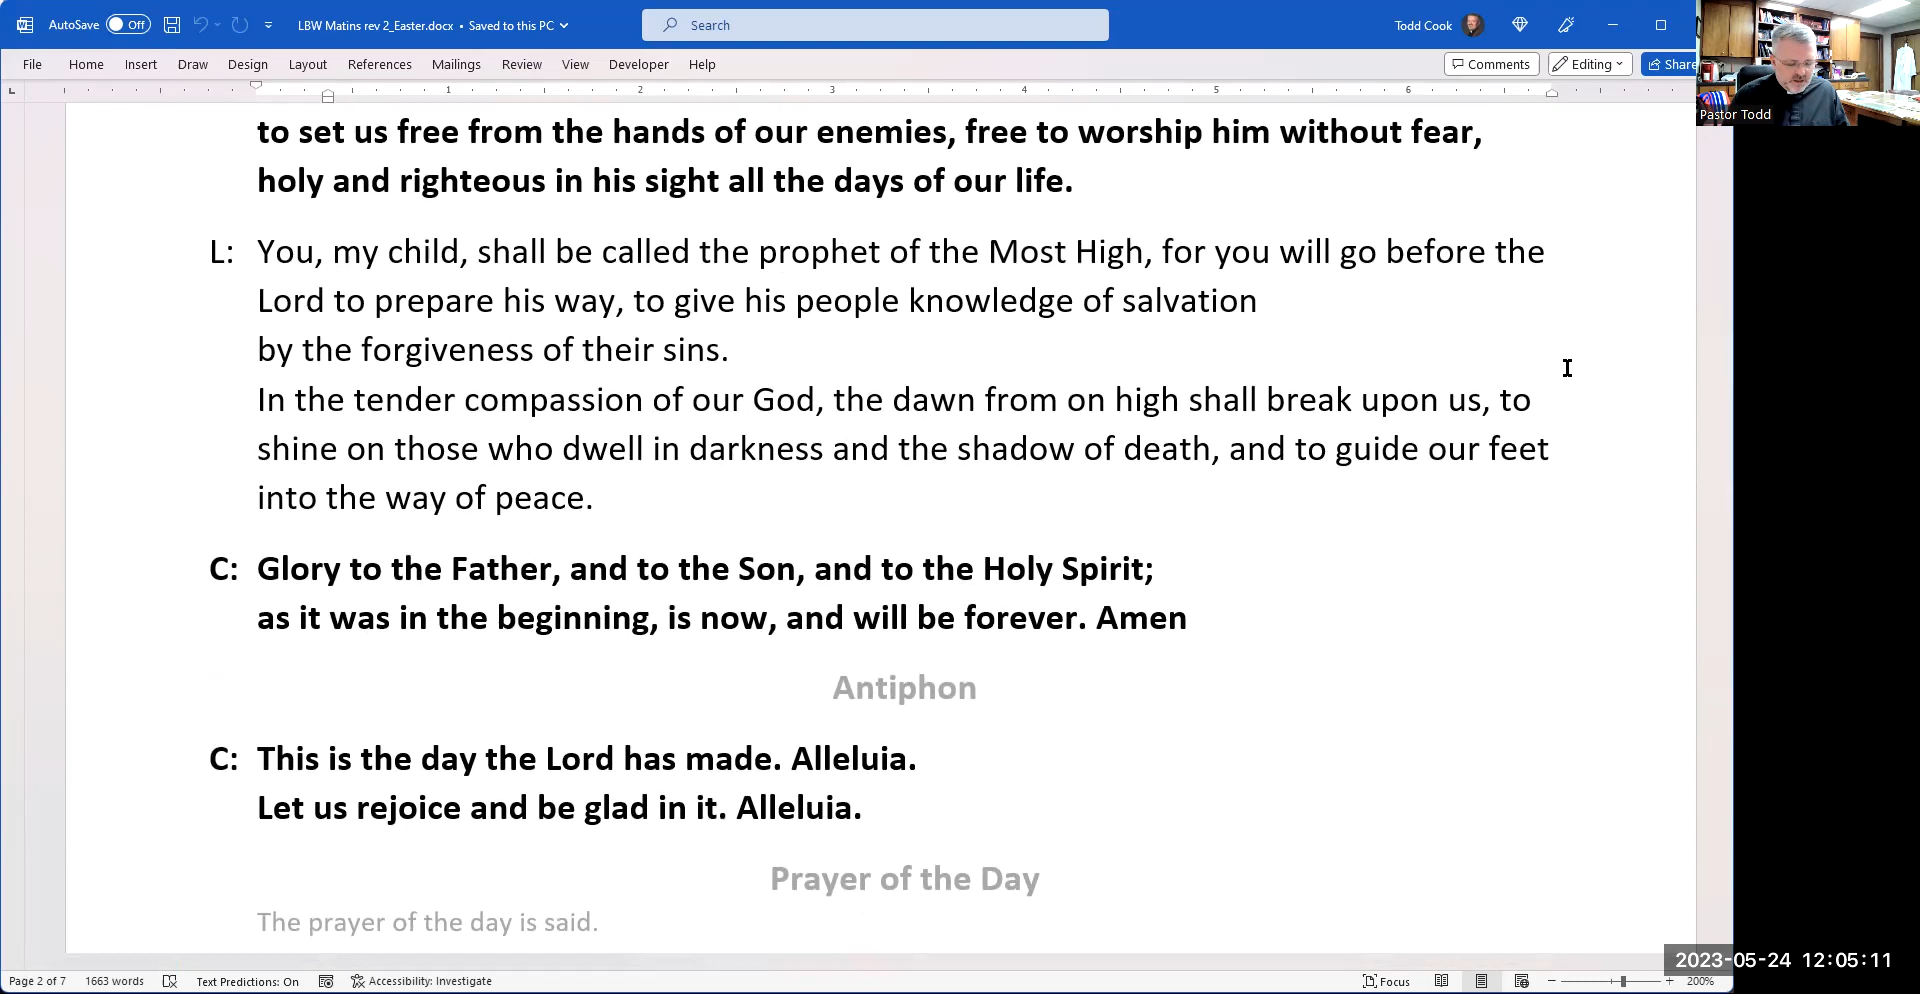 AutoSave Off LBW Matins rev 2_Easter.docx • Saved to this PC Search Todd Cook
File Home Insert Draw Design Layout References Mailings Review View Developer Help Comments Editing Share
Pastor Todd
1 2 3 4 5 6
to set us free from the hands of our enemies, free to worship him without fear,
holy and righteous in his sight all the days of our life.
L: You, my child, shall be called the prophet of the Most High, for you will go before the
Lord to prepare his way, to give his people knowledge of salvation
by the forgiveness of their sins.
In the tender compassion of our God, the dawn from on high shall break upon us, to
shine on those who dwell in darkness and the shadow of death, and to guide our feet
into the way of peace.
C: Glory to the Father, and to the Son, and to the Holy Spirit;
as it was in the beginning, is now, and will be forever. Amen
Antiphon
C: This is the day the Lord has made. Alleluia.
Let us rejoice and be glad in it. Alleluia.
Prayer of the Day
The prayer of the day is said.
2023-05-24 12:05:11
Page 2 of 7 1663 words Text Predictions: On Accessibility: Investigate Focus 200%